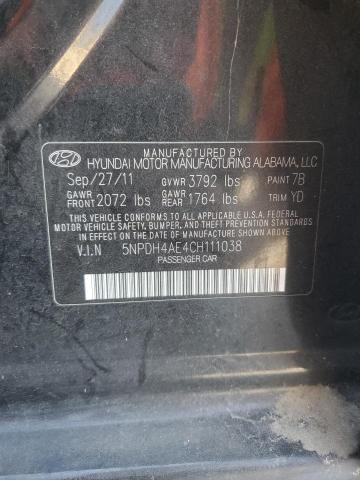 MANUFACTURED BY
HYUNDAI MOTOR MANUFACTURING ALABAMA, LLC
Sep/27/11 GVWR 3792 lbs PAINT 7B
GAWR FRONT 2072 lbs GAWR REAR 1764 lbs TRIM YD
THIS VEHICLE CONFORMS TO ALL APPLICABLE U.S.A. FEDERAL
MOTOR VEHICLE SAFETY, BUMPER, AND THEFT PREVENTION
STANDARDS IN EFFECT ON THE DATE OF MANUFACTURE SHOWN ABOVE.
V.I.N 5NPDH4AE4CH111038
PASSENGER CAR